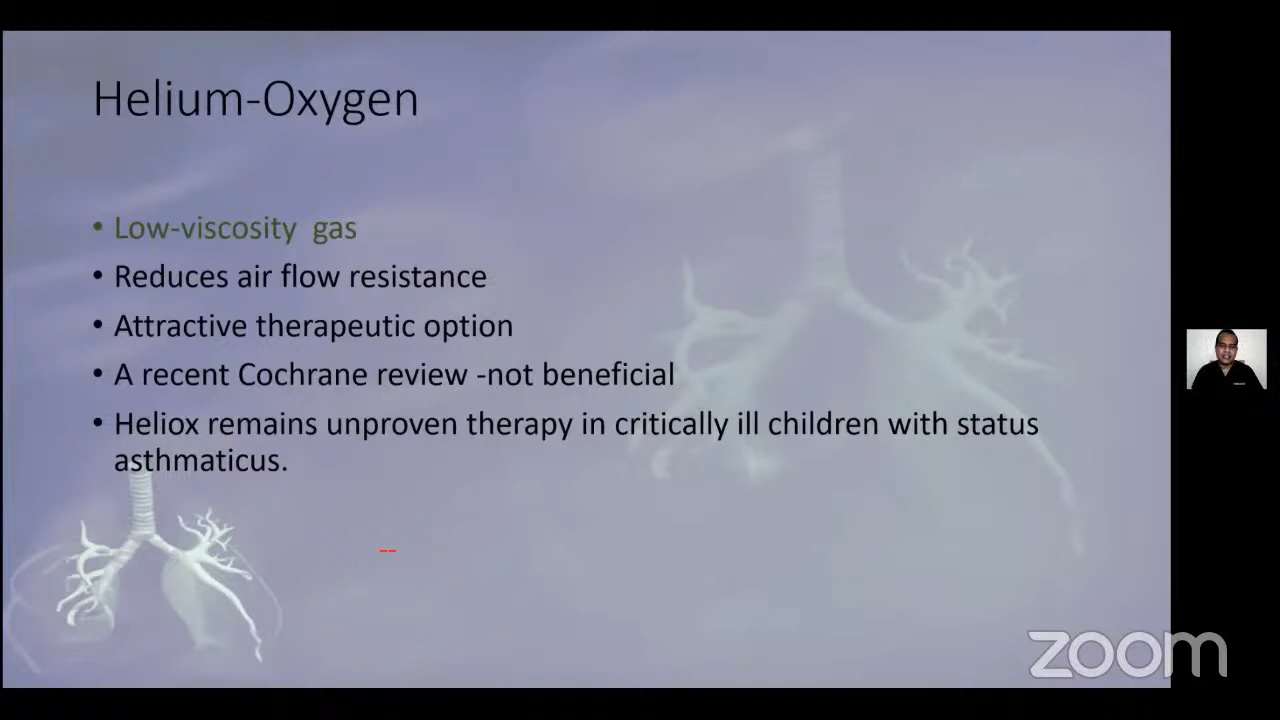 Helium-Oxygen
• Low-viscosity  gas
• Reduces air flow resistance
• Attractive therapeutic option
• A recent Cochrane review -not beneficial
• Heliox remains unproven therapy in critically ill children with status
asthmaticus.
--
zoom